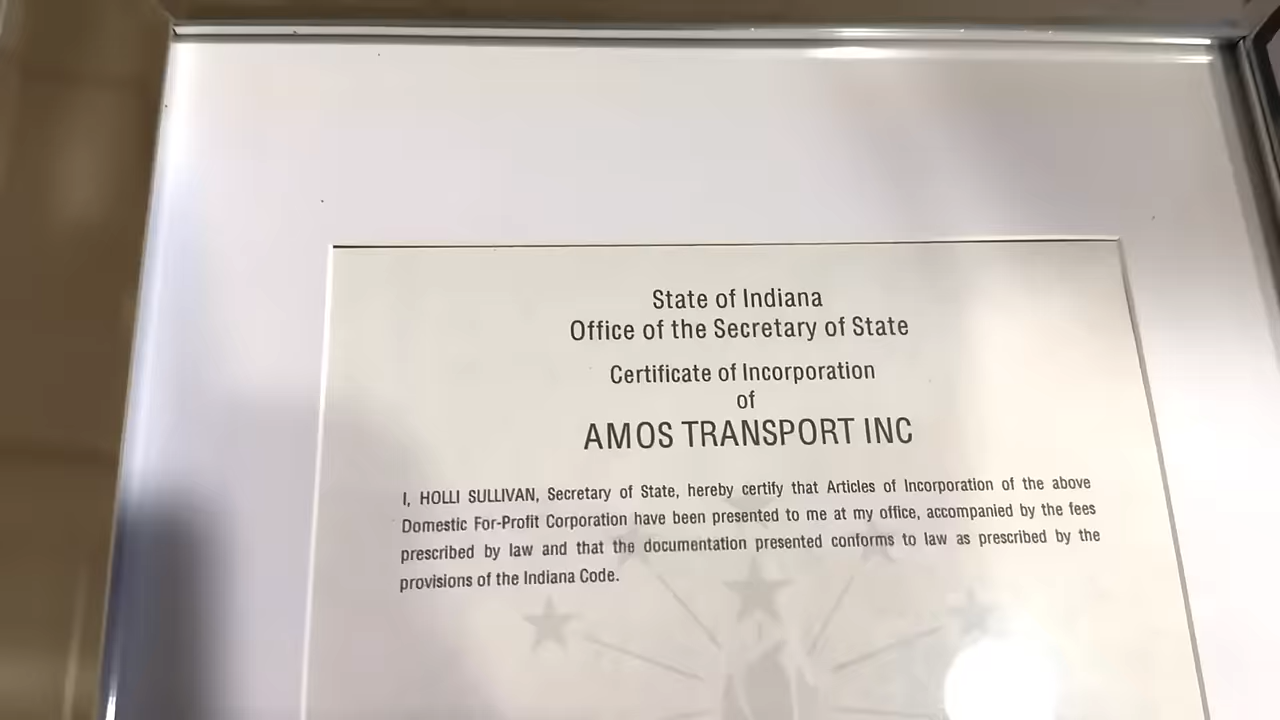 State of Indiana
Office of the Secretary of State
Certificate of Incorporation
of
AMOS TRANSPORT INC
I, HOLLI SULLIVAN, Secretary of State, hereby certify that Articles of Incorporation of the above
Domestic For-Profit Corporation have been presented to me at my office, accompanied by the fees
prescribed by law and that the documentation presented conforms to law as prescribed by the
provisions of the Indiana Code.